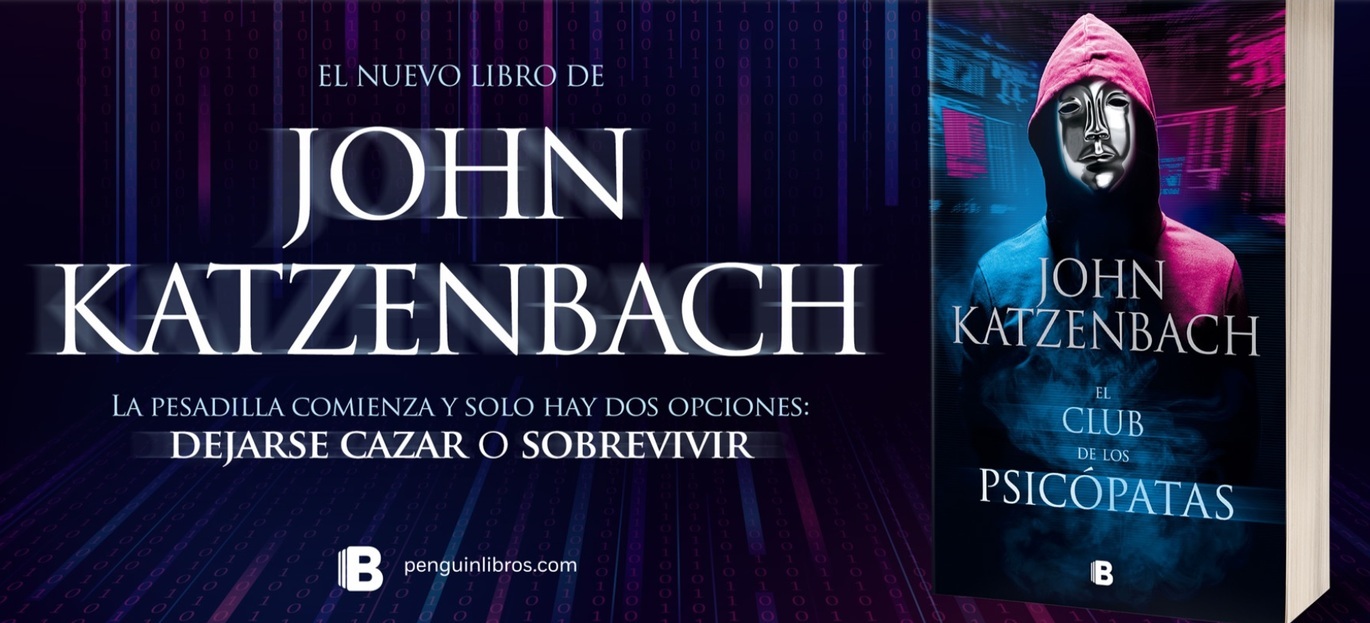 EL NUEVO LIBRO DE
JOHN
KATZENBACH
LA PESADILLA COMIENZA Y SOLO HAY DOS OPCIONES:
DEJARSE CAZAR O SOBREVIVIR
B penguinlibros.com
JOHN
KATZENBACH
EL
CLUB
DE LOS
PSICÓPATAS
B